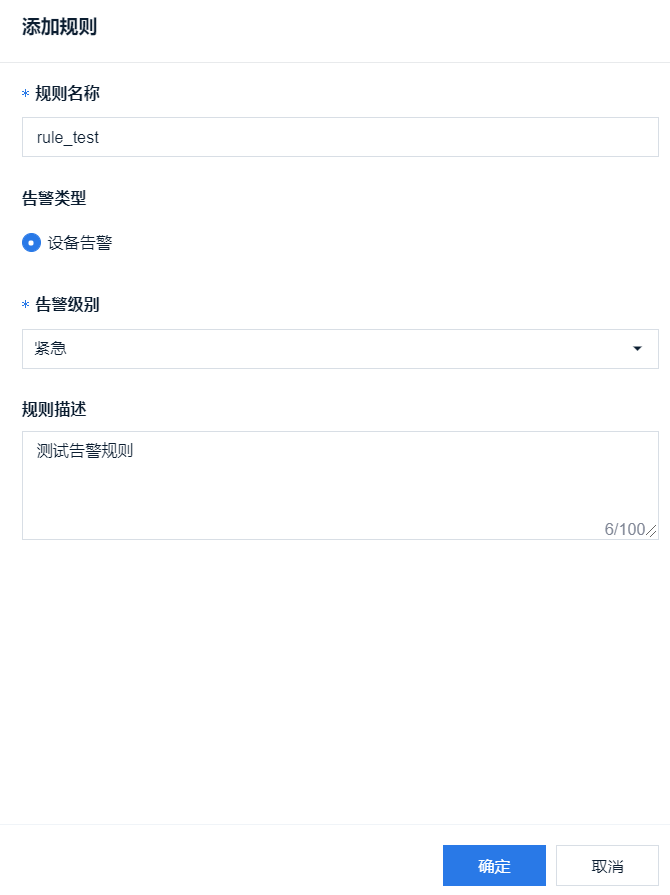 添加规则
* 规则名称
rule_test
告警类型
设备告警
* 告警级别
紧急
规则描述
测试告警规则
6/100
确定 取消